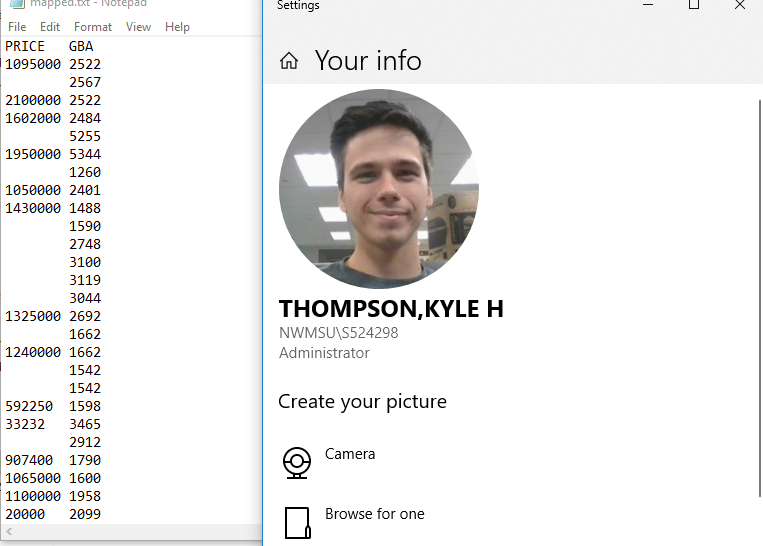 mapped.txt - Notepad
File Edit Format View Help
PRICE GBA
1095000 2522
2567
2100000 2522
1602000 2484
5255
1950000 5344
1260
1050000 2401
1430000 1488
1590
2748
3100
3119
3044
1325000 2692
1662
1240000 1662
1542
1542
592250 1598
33232 3465
2912
907400 1790
1065000 1600
1100000 1958
20000 2099
Settings
Your info
THOMPSON,KYLE H
NWMSU\S524298
Administrator
Create your picture
Camera
Browse for one